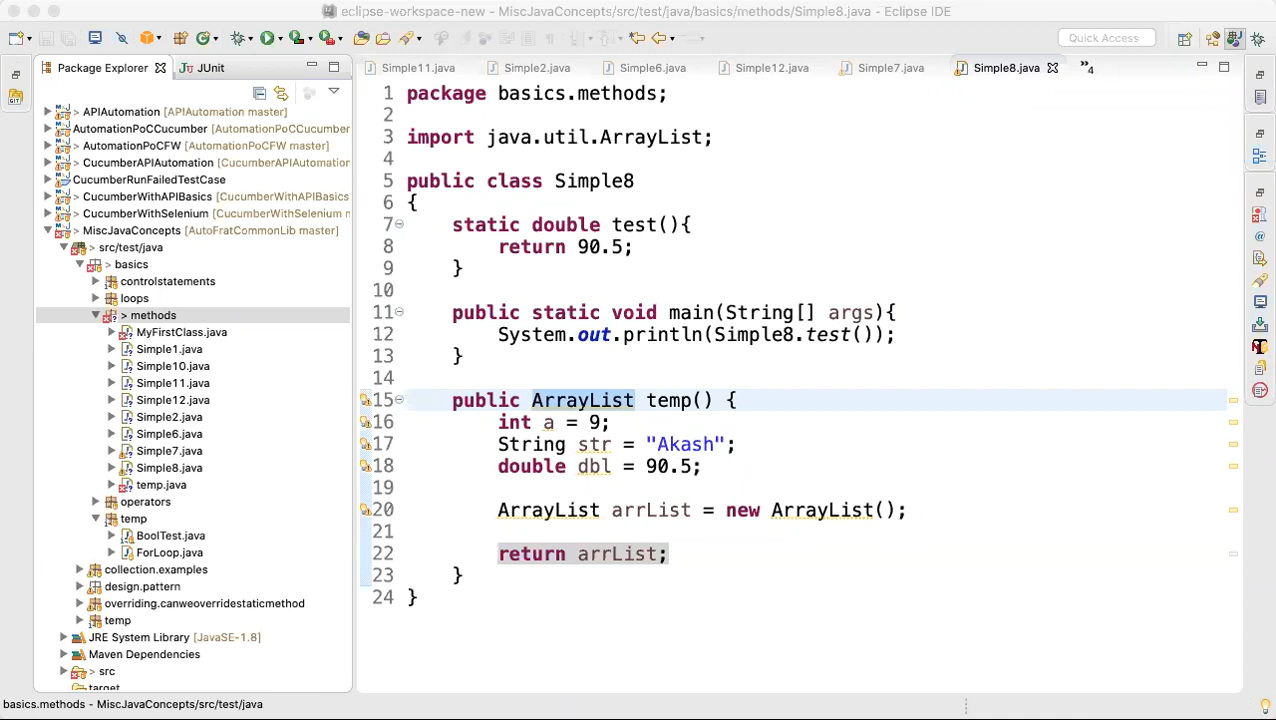 eclipse-workspace-new - MiscJavaConcepts/src/test/java/basics/methods/Simple8.java - Eclipse IDE
Quick Access
Package Explorer
JUnit
Simple11.java
Simple2.java
Simple6.java
Simple12.java
Simple7.java
Simple8.java
»4
> APIAutomation [APIAutomation master]
AutomationPoCCucumber [AutomationPoCCucumber
> AutomationPoCFW [AutomationPoCFW master]
> CucumberAPIAutomation [CucumberAPIAutomation
CucumberRunFailedTestCase
> CucumberWithAPIBasics [CucumberWithAPIBasics
> CucumberWithSelenium [CucumberWithSelenium m
> MiscJavaConcepts [AutoFratCommonLib master]
> src/test/java
> basics
controlstatements
loops
> methods
MyFirstClass.java
Simple1.java
Simple10.java
Simple11.java
Simple12.java
Simple2.java
Simple6.java
Simple7.java
Simple8.java
temp.java
operators
temp
BoolTest.java
ForLoop.java
collection.examples
design.pattern
overriding.canweoverridestaticmethod
temp
JRE System Library [JavaSE-1.8]
Maven Dependencies
> src
target
1 package basics.methods;
2
3 import java.util.ArrayList;
4
5 public class Simple8
6 {
7 static double test(){
8 return 90.5;
9 }
10
11 public static void main(String[] args){
12 System.out.println(Simple8.test());
13 }
14
15 public ArrayList temp() {
16 int a = 9;
17 String str = "Akash";
18 double dbl = 90.5;
19
20 ArrayList arrList = new ArrayList();
21
22 return arrList;
23 }
24 }
basics.methods - MiscJavaConcepts/src/test/java